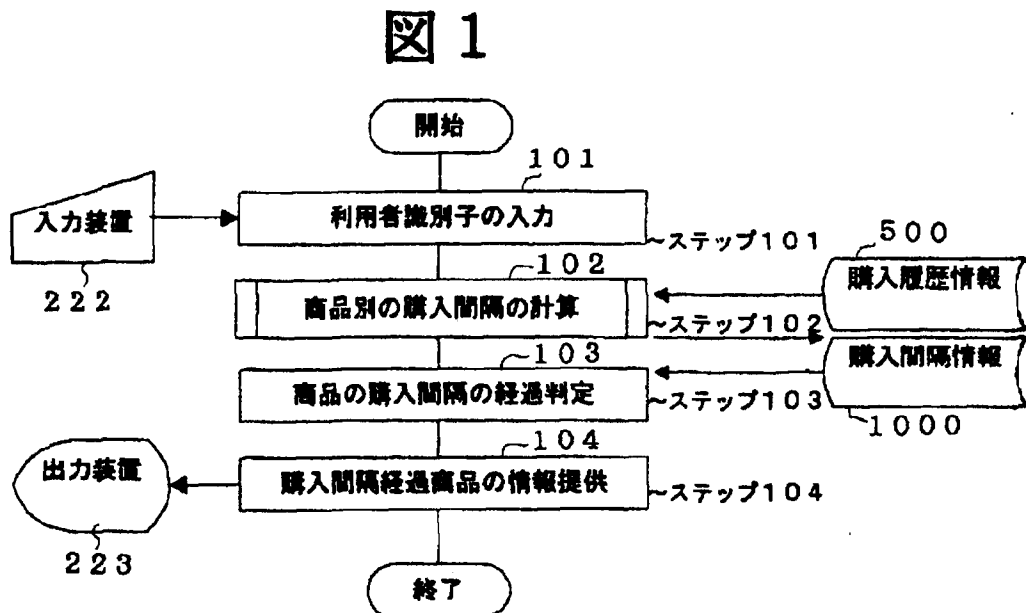 図1
開始
101
利用者識別子の入力
~ステップ101
入力装置
222
102
商品別の購入間隔の計算
~ステップ102
500
購入履歴情報
購入間隔情報
1000
103
商品の購入間隔の経過判定
~ステップ103
104
購入間隔経過商品の情報提供
~ステップ104
出力装置
223
終了